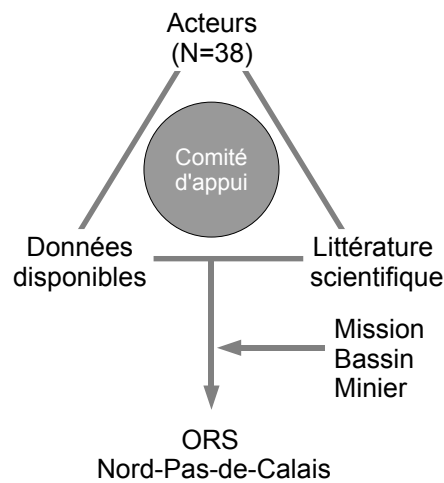 Acteurs
(N=38)
Comité
d'appui
Données
disponibles
Littérature
scientifique
Mission
Bassin
Minier
ORS
Nord-Pas-de-Calais